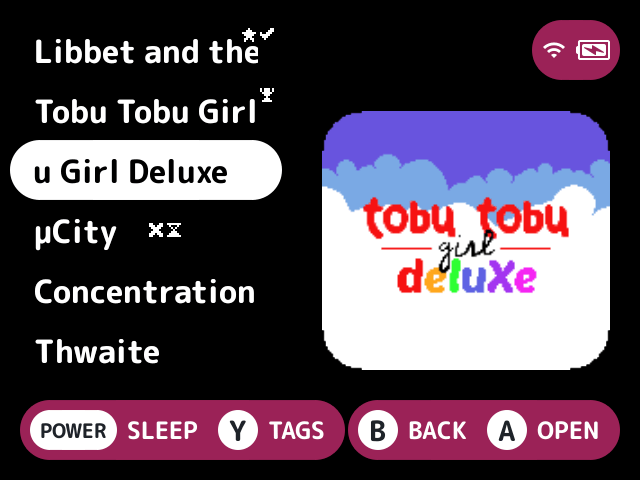 Libbet and the
Tobu Tobu Girl
u Girl Deluxe
µCity
Concentration
Thwaite
tobu tobu
girl
deluxe
POWER SLEEP Y TAGS B BACK A OPEN